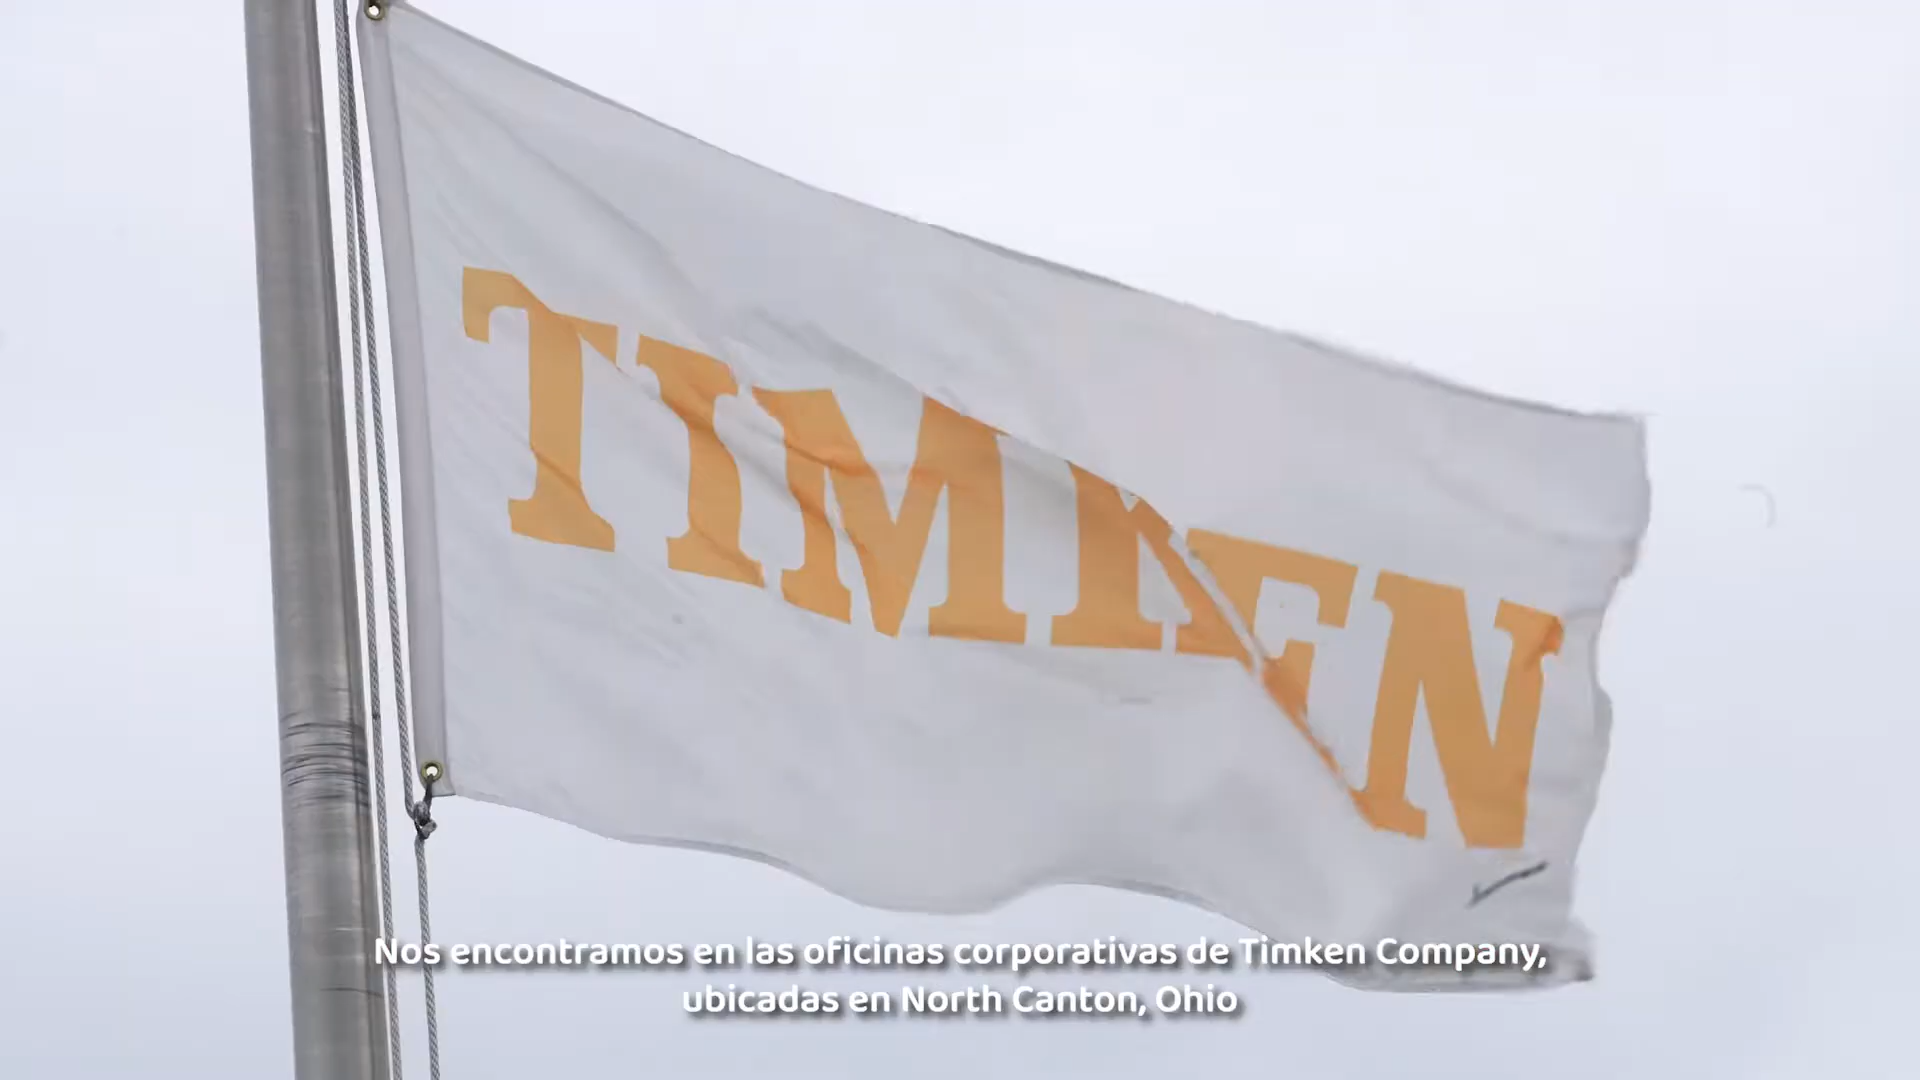 TIMKEN
Nos encontramos en las oficinas corporativas de Timken Company,
ubicadas en North Canton, Ohio